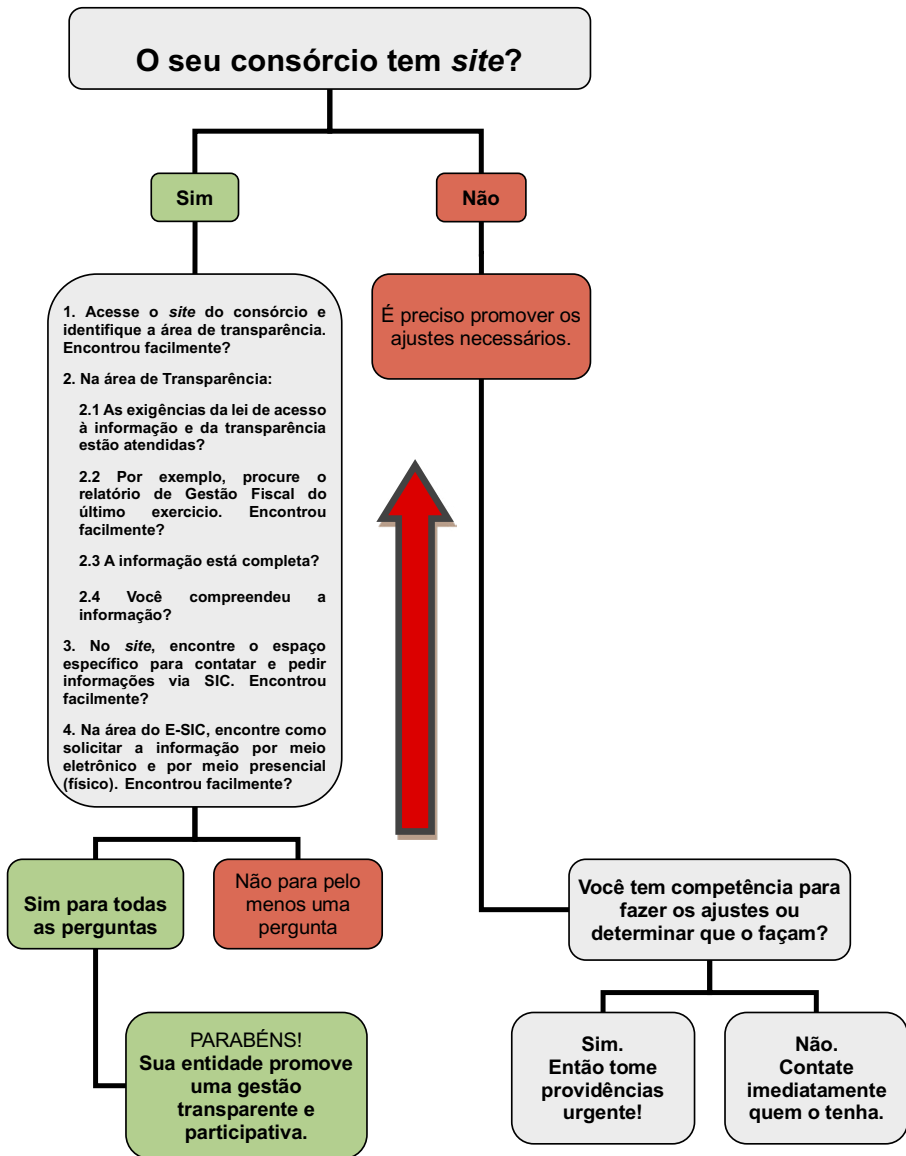 O seu consórcio tem site?
Sim
Não
1. Acesse o site do consórcio e
identifique a área de transparência.
Encontrou facilmente?
2. Na área de Transparência:
2.1 As exigências da lei de acesso
à informação e da transparência
estão atendidas?
2.2 Por exemplo, procure o
relatório de Gestão Fiscal do
último exercicio. Encontrou
facilmente?
2.3 A informação está completa?
2.4 Você compreendeu a
informação?
3. No site, encontre o espaço
específico para contatar e pedir
informações via SIC. Encontrou
facilmente?
4. Na área do E-SIC, encontre como
solicitar a informação por meio
eletrônico e por meio presencial
(físico). Encontrou facilmente?
É preciso promover os
ajustes necessários.
Sim para todas
as perguntas
Não para pelo
menos uma
pergunta
PARABÉNS!
Sua entidade promove
uma gestão
transparente e
participativa.
Você tem competência para
fazer os ajustes ou
determinar que o façam?
Sim.
Então tome
providências
urgente!
Não.
Contate
imediatamente
quem o tenha.